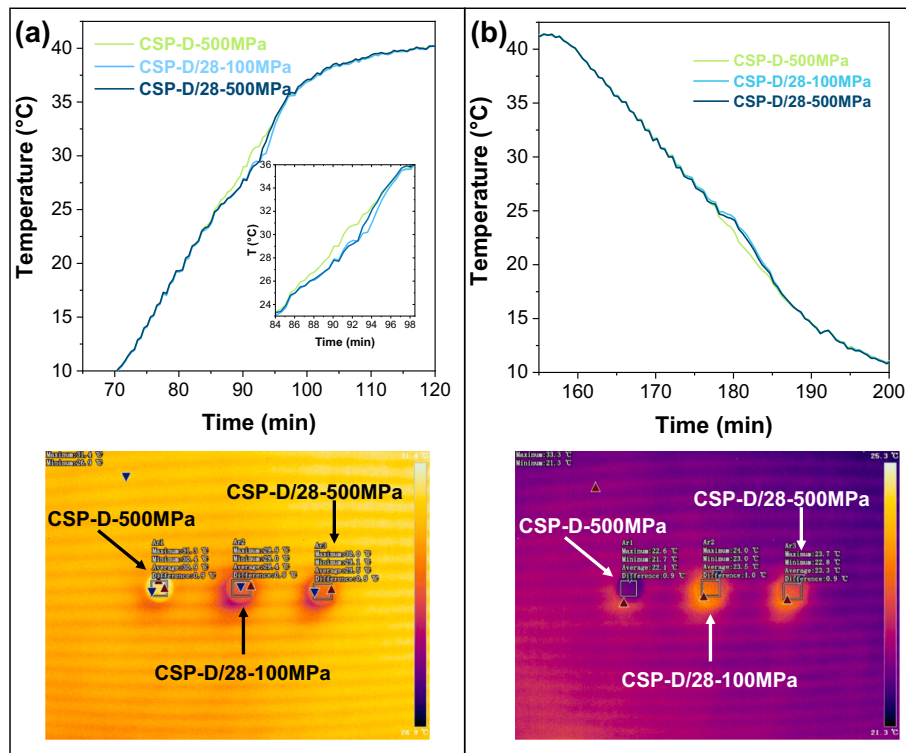 (a)
CSP-D-500MPa
CSP-D/28-100MPa
CSP-D/28-500MPa
Temperature (°C)
40
35
30
25
20
15
10
70
80
90
100
110
120
Time (min)
T (°C)
36
34
32
30
28
26
24
84
86
88
90
92
94
96
98
Time (min)
(b)
CSP-D-500MPa
CSP-D/28-100MPa
CSP-D/28-500MPa
Temperature (°C)
40
35
30
25
20
15
10
160
170
180
190
200
Time (min)
Maximum:31.4 ℃
CSP-D-500MPa
CSP-D/28-500MPa
CSP-D/28-100MPa
Ar1
Ar2
Ar3
Maximum:33.3 ℃
Minimum:21.3 ℃
25.3 ℃
CSP-D-500MPa
CSP-D/28-500MPa
CSP-D/28-100MPa
Ar1
Maximum:22.6 ℃
Minimum:21.7 ℃
Average:22.1 ℃
Difference:0.9 ℃
Ar2
Maximum:24.0 ℃
Minimum:23.0 ℃
Average:23.5 ℃
Difference:1.0 ℃
Ar3
Maximum:23.7 ℃
Minimum:22.8 ℃
Average:23.3 ℃
Difference:0.9 ℃
21.3 ℃